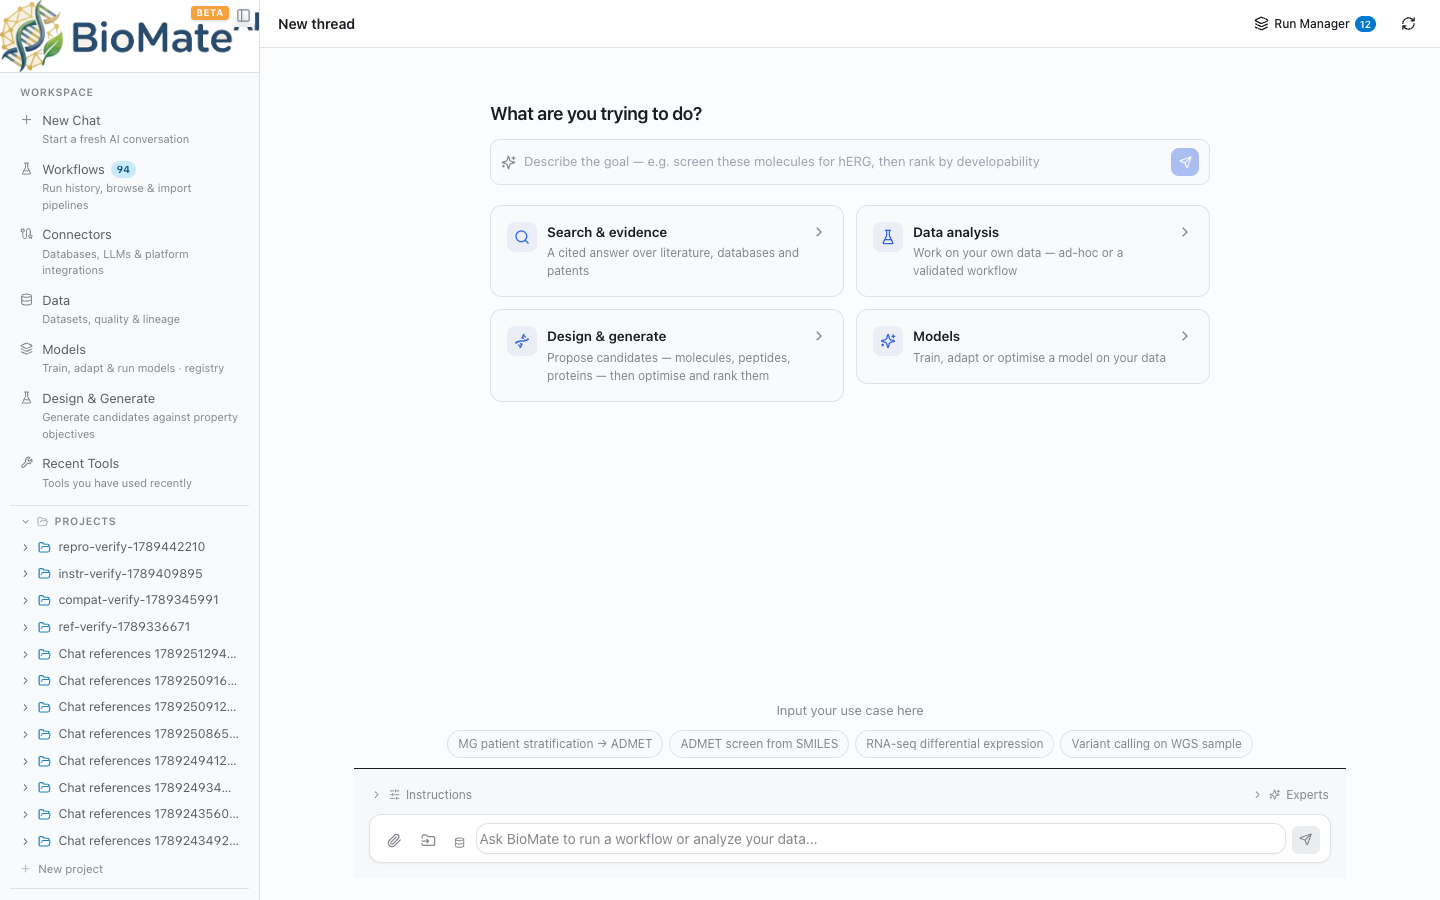 BETA
BioMate AI
WORKSPACE
New Chat
Start a fresh AI conversation
Workflows 94
Run history, browse & import
pipelines
Connectors
Databases, LLMs & platform
integrations
Data
Datasets, quality & lineage
Models
Train, adapt & run models · registry
Design & Generate
Generate candidates against property
objectives
Recent Tools
Tools you have used recently
PROJECTS
repro-verify-1789442210
instr-verify-1789409895
compat-verify-1789345991
ref-verify-1789336671
Chat references 1789251294...
Chat references 1789250916...
Chat references 1789250912...
Chat references 1789250865...
Chat references 1789249412...
Chat references 178924934...
Chat references 1789243560...
Chat references 1789243492...
New project
New thread
Run Manager 12
What are you trying to do?
Describe the goal — e.g. screen these molecules for hERG, then rank by developability
Search & evidence
A cited answer over literature, databases and
patents
Data analysis
Work on your own data — ad-hoc or a
validated workflow
Design & generate
Propose candidates — molecules, peptides,
proteins — then optimise and rank them
Models
Train, adapt or optimise a model on your data
Input your use case here
MG patient stratification → ADMET
ADMET screen from SMILES
RNA-seq differential expression
Variant calling on WGS sample
Instructions
Experts
Ask BioMate to run a workflow or analyze your data...